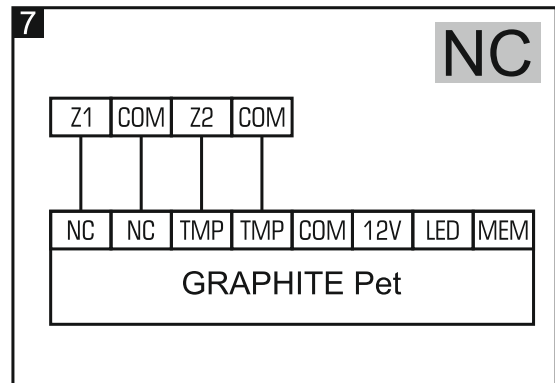 7
NC
Z1 COM Z2 COM
NC NC TMP TMP COM 12V LED MEM
GRAPHITE Pet